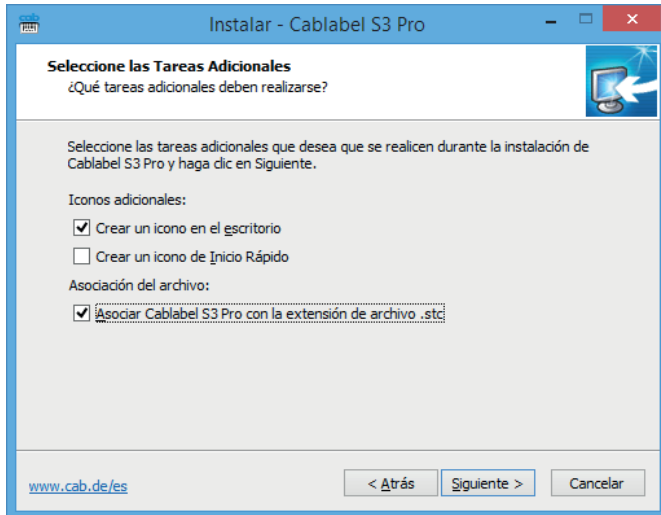 cab
Instalar - Cablabel S3 Pro
Seleccione las Tareas Adicionales
¿Qué tareas adicionales deben realizarse?
Seleccione las tareas adicionales que desea que se realicen durante la instalación de
Cablabel S3 Pro y haga clic en Siguiente.
Iconos adicionales:
Crear un icono en el escritorio
Crear un icono de Inicio Rápido
Asociación del archivo:
Asociar Cablabel S3 Pro con la extensión de archivo .stc
www.cab.de/es
< Atrás
Siguiente >
Cancelar